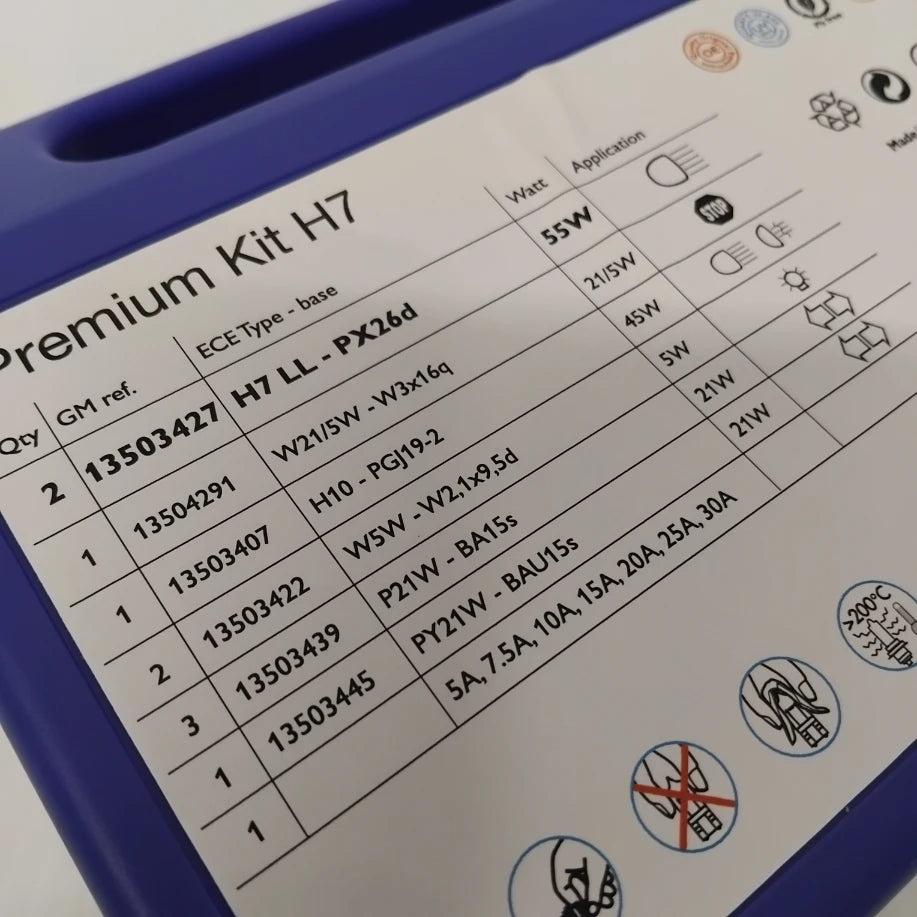 Premium Kit H7
Qty GM ref. ECE Type - base Watt Application
2 13503427 H7 LL - PX26d 55W
1 13504291 W21/5W - W3x16q 21/5W STOP
1 13503407 H10 - PGJ19-2 45W
2 13503422 W5W - W2,1x9,5d 5W
3 13503439 P21W - BA15s 21W
1 13503445 PY21W - BAU15s 21W
1 5A, 7.5A, 10A, 15A, 20A, 25A, 30A
Made
>200°C